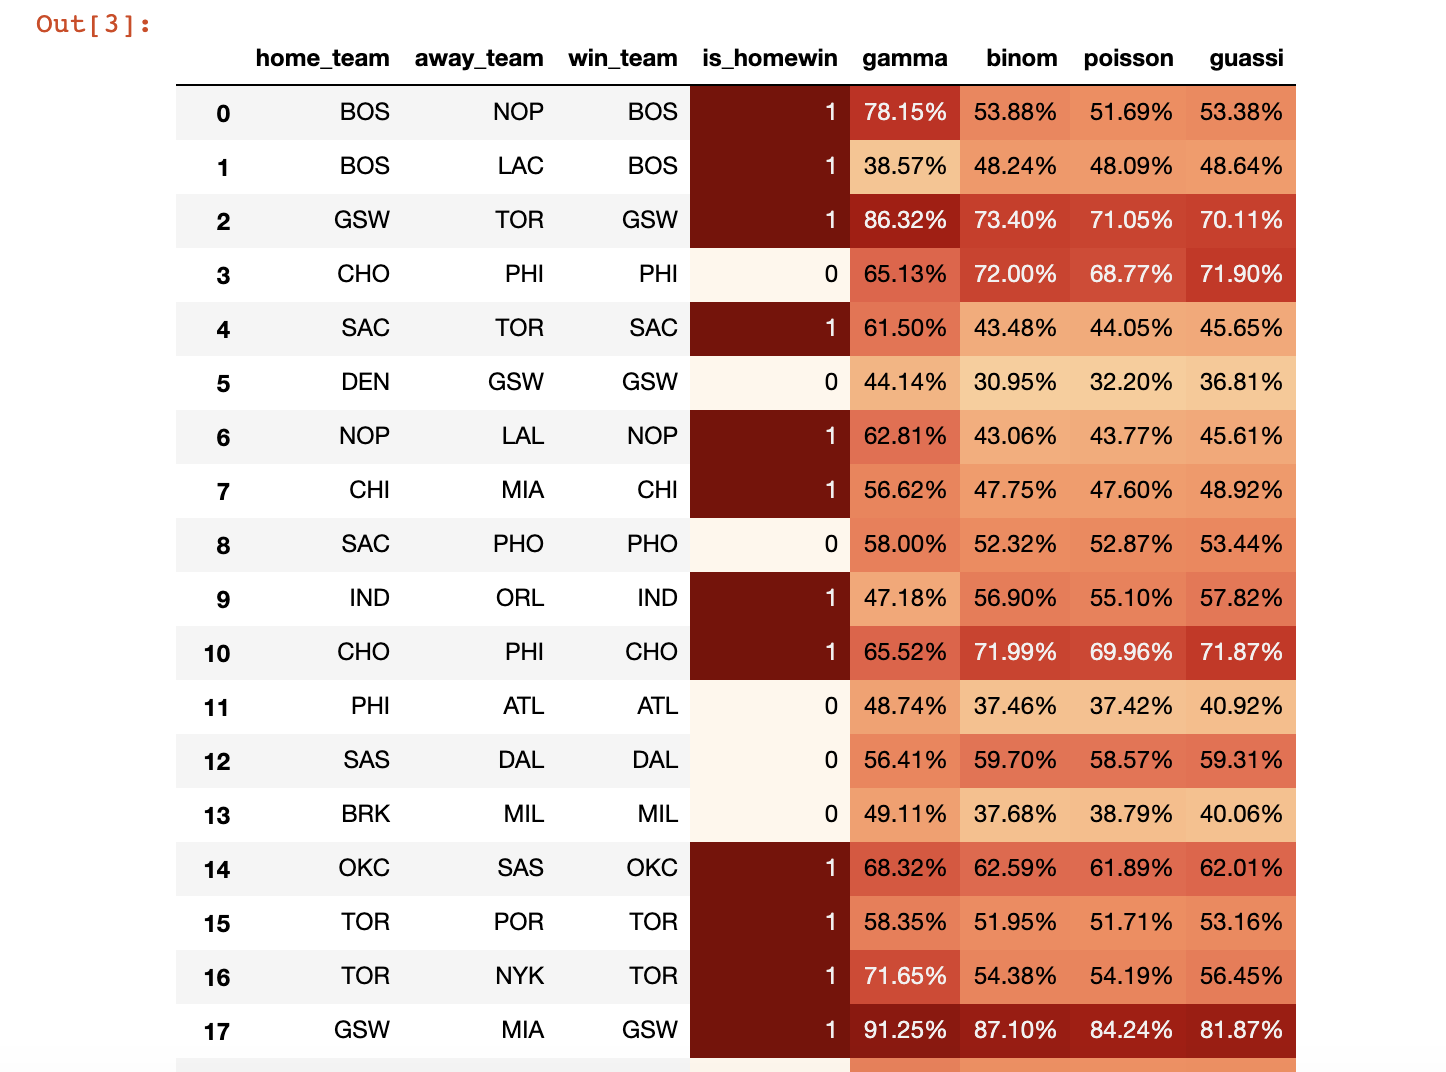 Out[3]:
home_team away_team win_team is_homewin gamma binom poisson guassi
0 BOS NOP BOS 1 78.15% 53.88% 51.69% 53.38%
1 BOS LAC BOS 1 38.57% 48.24% 48.09% 48.64%
2 GSW TOR GSW 1 86.32% 73.40% 71.05% 70.11%
3 CHO PHI PHI 0 65.13% 72.00% 68.77% 71.90%
4 SAC TOR SAC 1 61.50% 43.48% 44.05% 45.65%
5 DEN GSW GSW 0 44.14% 30.95% 32.20% 36.81%
6 NOP LAL NOP 1 62.81% 43.06% 43.77% 45.61%
7 CHI MIA CHI 1 56.62% 47.75% 47.60% 48.92%
8 SAC PHO PHO 0 58.00% 52.32% 52.87% 53.44%
9 IND ORL IND 1 47.18% 56.90% 55.10% 57.82%
10 CHO PHI CHO 1 65.52% 71.99% 69.96% 71.87%
11 PHI ATL ATL 0 48.74% 37.46% 37.42% 40.92%
12 SAS DAL DAL 0 56.41% 59.70% 58.57% 59.31%
13 BRK MIL MIL 0 49.11% 37.68% 38.79% 40.06%
14 OKC SAS OKC 1 68.32% 62.59% 61.89% 62.01%
15 TOR POR TOR 1 58.35% 51.95% 51.71% 53.16%
16 TOR NYK TOR 1 71.65% 54.38% 54.19% 56.45%
17 GSW MIA GSW 1 91.25% 87.10% 84.24% 81.87%